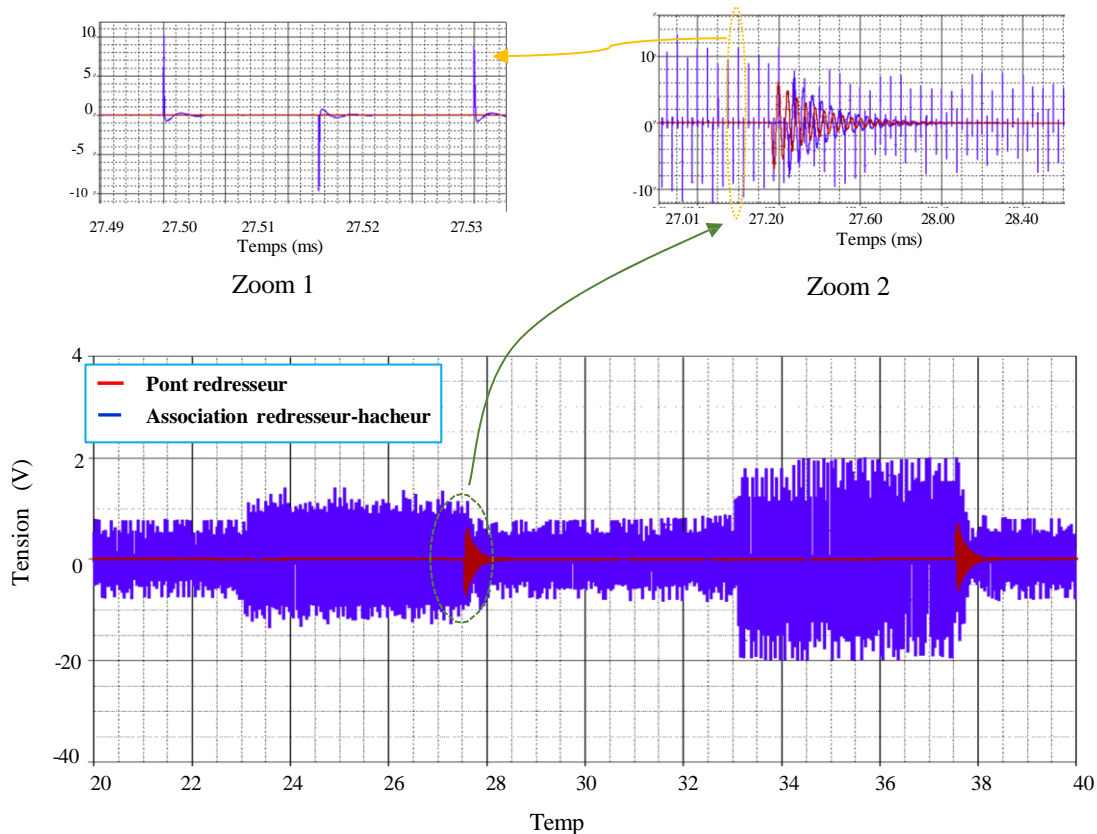 10
5
0
-5
-10
27.49 27.50 27.51 27.52 27.53
Temps (ms)
Zoom 1
10
0
-10
27.01 27.20 27.60 28.00 28.40
Temps (ms)
Zoom 2
4
2
0
-20
-40
Tension (V)
Pont redresseur
Association redresseur-hacheur
20 22 24 26 28 30 32 34 36 38 40
Temp